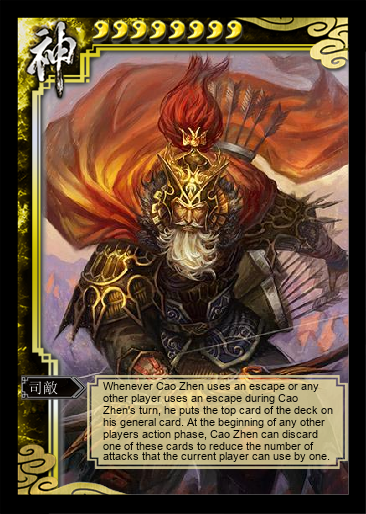 神
司敵
Whenever Cao Zhen uses an escape or any
other player uses an escape during Cao
Zhen's turn, he puts the top card of the deck on
his general card. At the beginning of any other
players action phase, Cao Zhen can discard
one of these cards to reduce the number of
attacks that the current player can use by one.